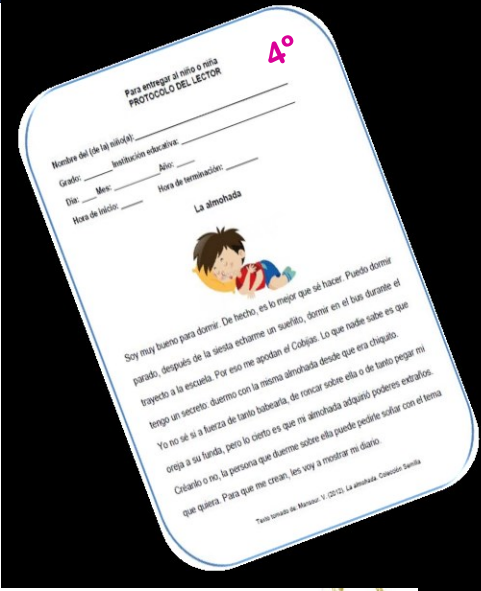 4°
Para entregar al niño o niña
PROTOCOLO DEL LECTOR
Nombre del (de la) niño(a):
Grado: Institución educativa:
Día: Mes: Año:
Hora de inicio: Hora de terminación:
La almohada
Soy muy bueno para dormir. De hecho, es lo mejor que sé hacer. Puedo dormir
parado, después de la siesta echarme un sueñito, dormir en el bus durante el
trayecto a la escuela. Por eso me apodan el Cobijas. Lo que nadie sabe es que
tengo un secreto: duermo con la misma almohada desde que era chiquito.
Yo no sé si a fuerza de tanto babearla, de roncar sobre ella o de tanto pegar mi
oreja a su funda, pero lo cierto es que mi almohada adquirió poderes extraños.
Créanlo o no, la persona que duerme sobre ella puede pedirle soñar con el tema
que quiera. Para que me crean, les voy a mostrar mi diario.
Texto tomado de: Mansour, V. (2012). La almohada. Colección Semilla